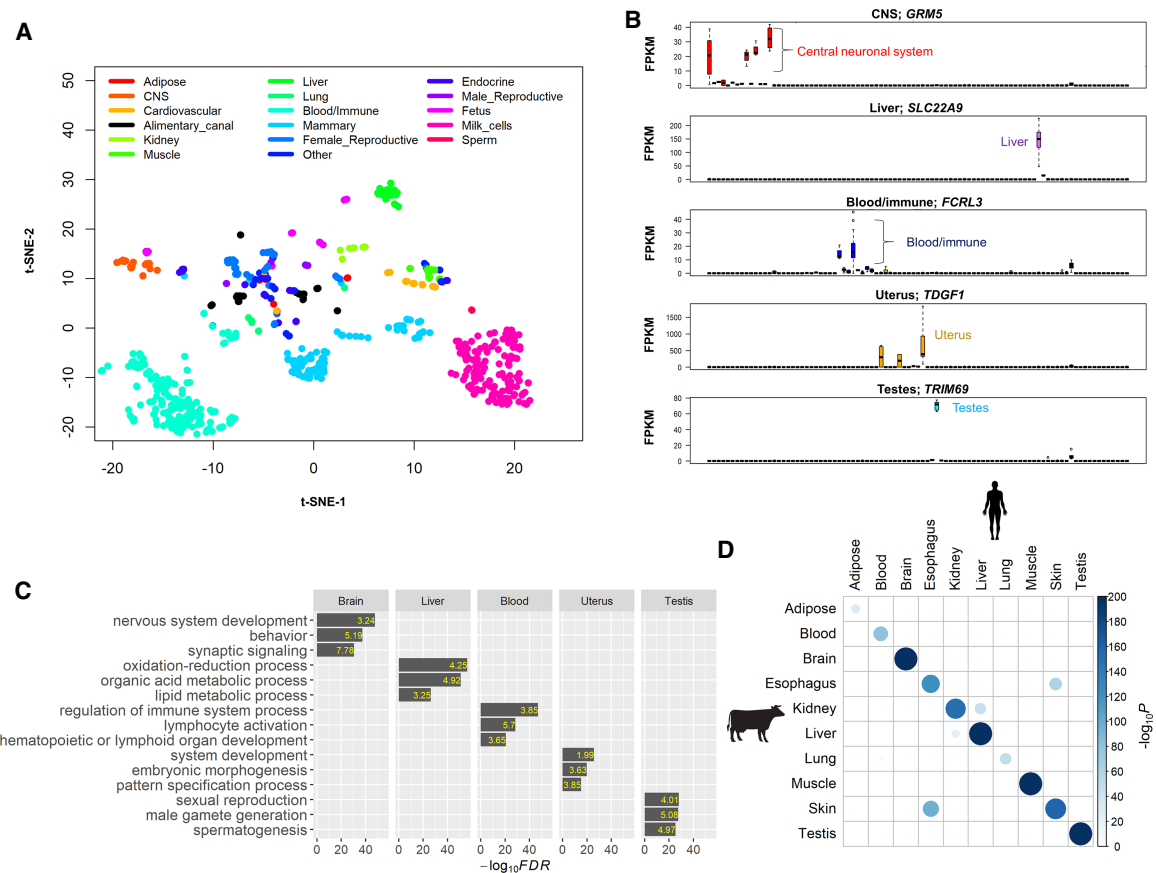 A
50
40
30
20
10
0
-10
-20
t-SNE-2
Adipose
CNS
Cardiovascular
Alimentary_canal
Kidney
Muscle
Liver
Lung
Blood/Immune
Mammary
Female_Reproductive
Other
Endocrine
Male_Reproductive
Fetus
Milk_cells
Sperm
-20 -10 0 10 20
t-SNE-1
B
CNS; GRM5
FPKM
40
30
20
10
0
Central neuronal system
Liver; SLC22A9
FPKM
200
150
100
50
0
Liver
Blood/immune; FCRL3
FPKM
40
30
20
10
0
Blood/immune
Uterus; TDGF1
FPKM
1500
1000
500
0
Uterus
Testes; TRIM69
FPKM
80
60
40
20
0
Testes
C
Brain Liver Blood Uterus Testis
nervous system development 3.24
behavior 5.19
synaptic signaling 7.78
oxidation-reduction process 4.25
organic acid metabolic process 4.92
lipid metabolic process 3.25
regulation of immune system process 3.85
lymphocyte activation 5.7
hematopoietic or lymphoid organ development 3.65
system development 1.99
embryonic morphogenesis 3.63
pattern specification process 3.85
sexual reproduction 4.01
male gamete generation 5.08
spermatogenesis 4.97
0 20 40 0 20 40 0 20 40 0 20 40 0 20 40
−log10FDR
D
Adipose
Blood
Brain
Esophagus
Kidney
Liver
Lung
Muscle
Skin
Testis
Adipose
Blood
Brain
Esophagus
Kidney
Liver
Lung
Muscle
Skin
Testis
200
180
160
140
120
100
80
60
40
20
0
-log10P